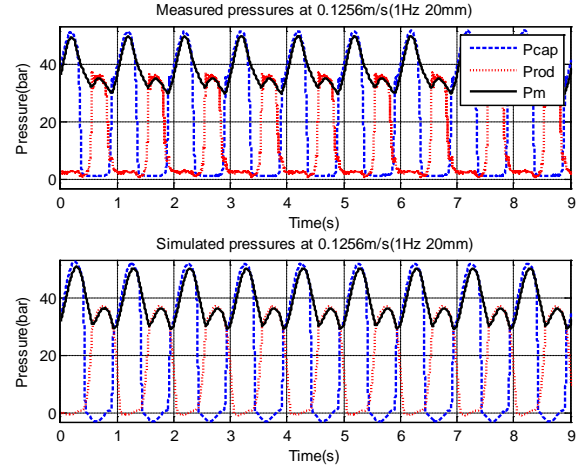 Measured pressures at 0.1256m/s(1Hz 20mm)
Pressure(bar)
40
20
0
Pcap
Prod
Pm
0 1 2 3 4 5 6 7 8 9
Time(s)
Simulated pressures at 0.1256m/s(1Hz 20mm)
Pressure(bar)
40
20
0
0 1 2 3 4 5 6 7 8 9
Time(s)